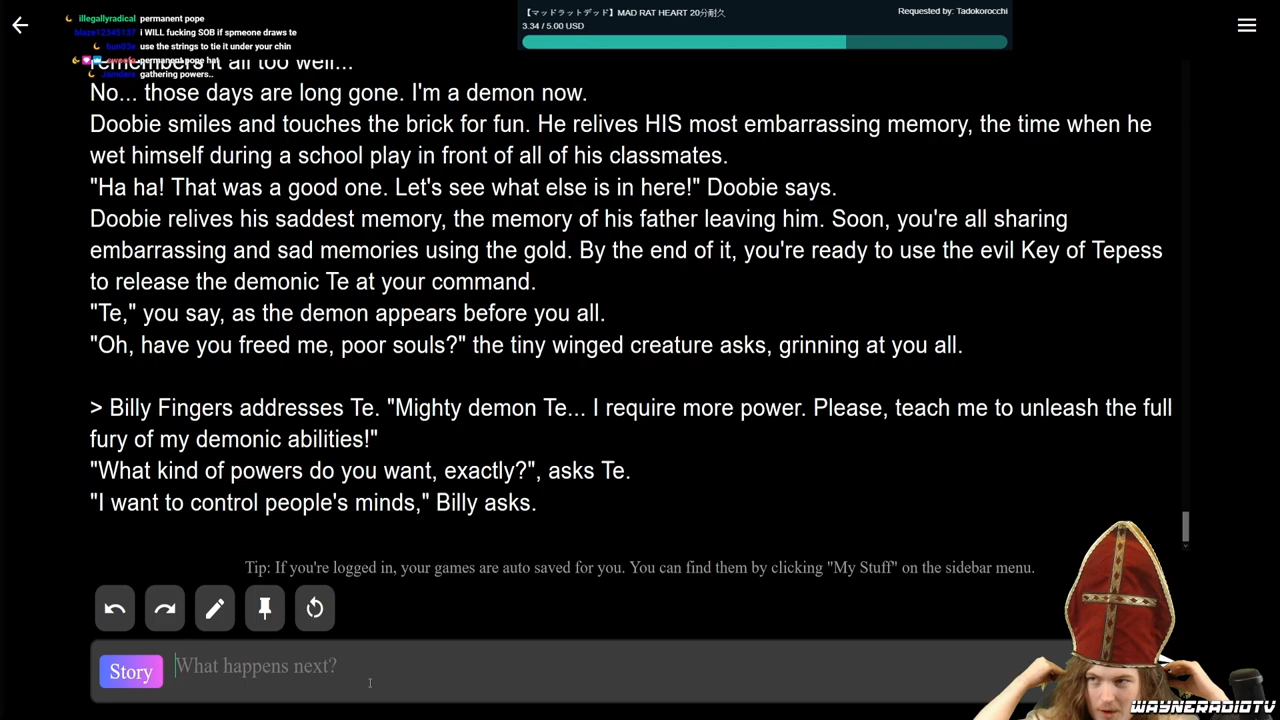 illegallyradical permanent pope
blaze12345137 i WILL fucking SOB if spmeone draws te
bun03e use the strings to tie it under your chin
permanent pope hat
Jamdare gathering powers..
【マッドラットデッド】MAD RAT HEART 20分耐久
Requested by: Tadokorocchi
3.34 / 5.00 USD
remembers it all too well...
No... those days are long gone. I'm a demon now.
Doobie smiles and touches the brick for fun. He relives HIS most embarrassing memory, the time when he
wet himself during a school play in front of all of his classmates.
"Ha ha! That was a good one. Let's see what else is in here!" Doobie says.
Doobie relives his saddest memory, the memory of his father leaving him. Soon, you're all sharing
embarrassing and sad memories using the gold. By the end of it, you're ready to use the evil Key of Tepess
to release the demonic Te at your command.
"Te," you say, as the demon appears before you all.
"Oh, have you freed me, poor souls?" the tiny winged creature asks, grinning at you all.
> Billy Fingers addresses Te. "Mighty demon Te... I require more power. Please, teach me to unleash the full
fury of my demonic abilities!"
"What kind of powers do you want, exactly?", asks Te.
"I want to control people's minds," Billy asks.
Tip: If you're logged in, your games are auto saved for you. You can find them by clicking "My Stuff" on the sidebar menu.
Story What happens next?
WAYNERADIOTV